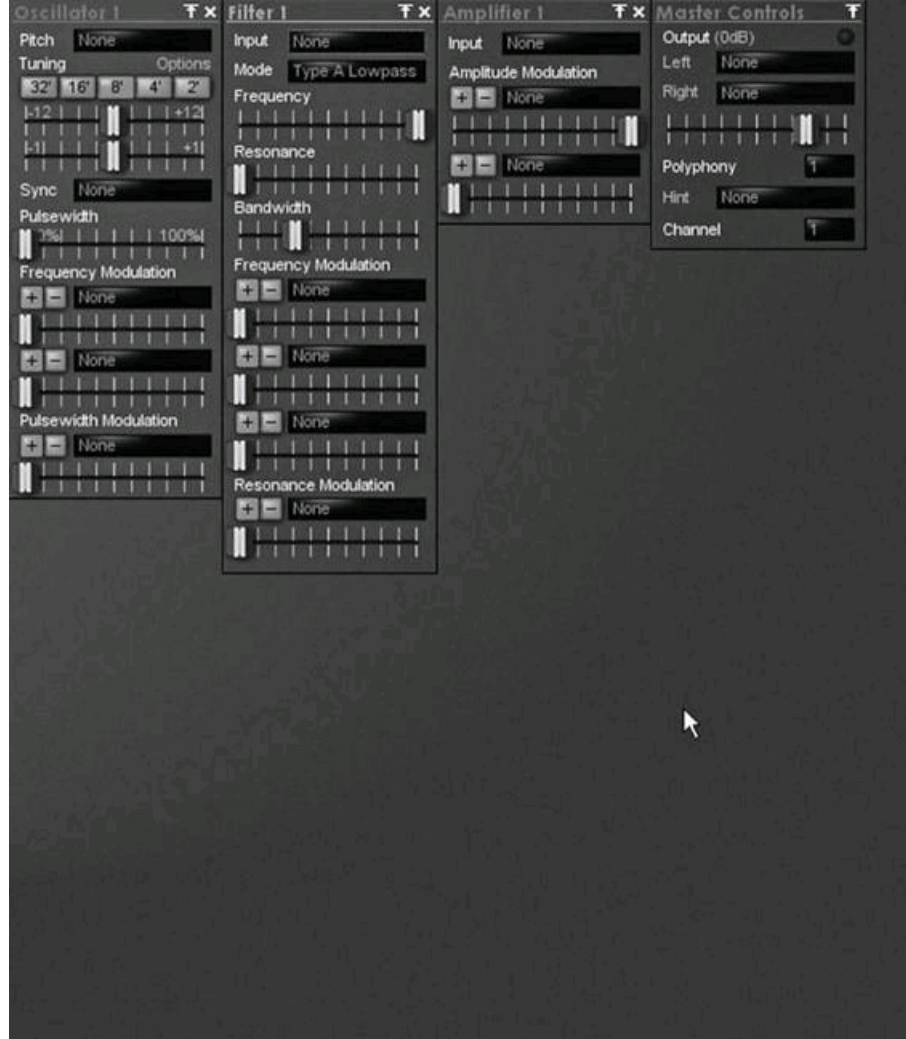 Oscillator 1
Pitch None
Tuning Options
32' 16' 8' 4' 2'
-12 +12
-1 +1
Sync None
Pulsewidth
0% 100%
Frequency Modulation
+ - None
+ - None
Pulsewidth Modulation
+ - None
Filter 1
Input None
Mode Type A Lowpass
Frequency
Resonance
Bandwidth
Frequency Modulation
+ - None
+ - None
+ - None
Resonance Modulation
+ - None
Amplifier 1
Input None
Amplitude Modulation
+ - None
+ - None
Master Controls
Output (0dB)
Left None
Right None
Polyphony 1
Hint None
Channel 1